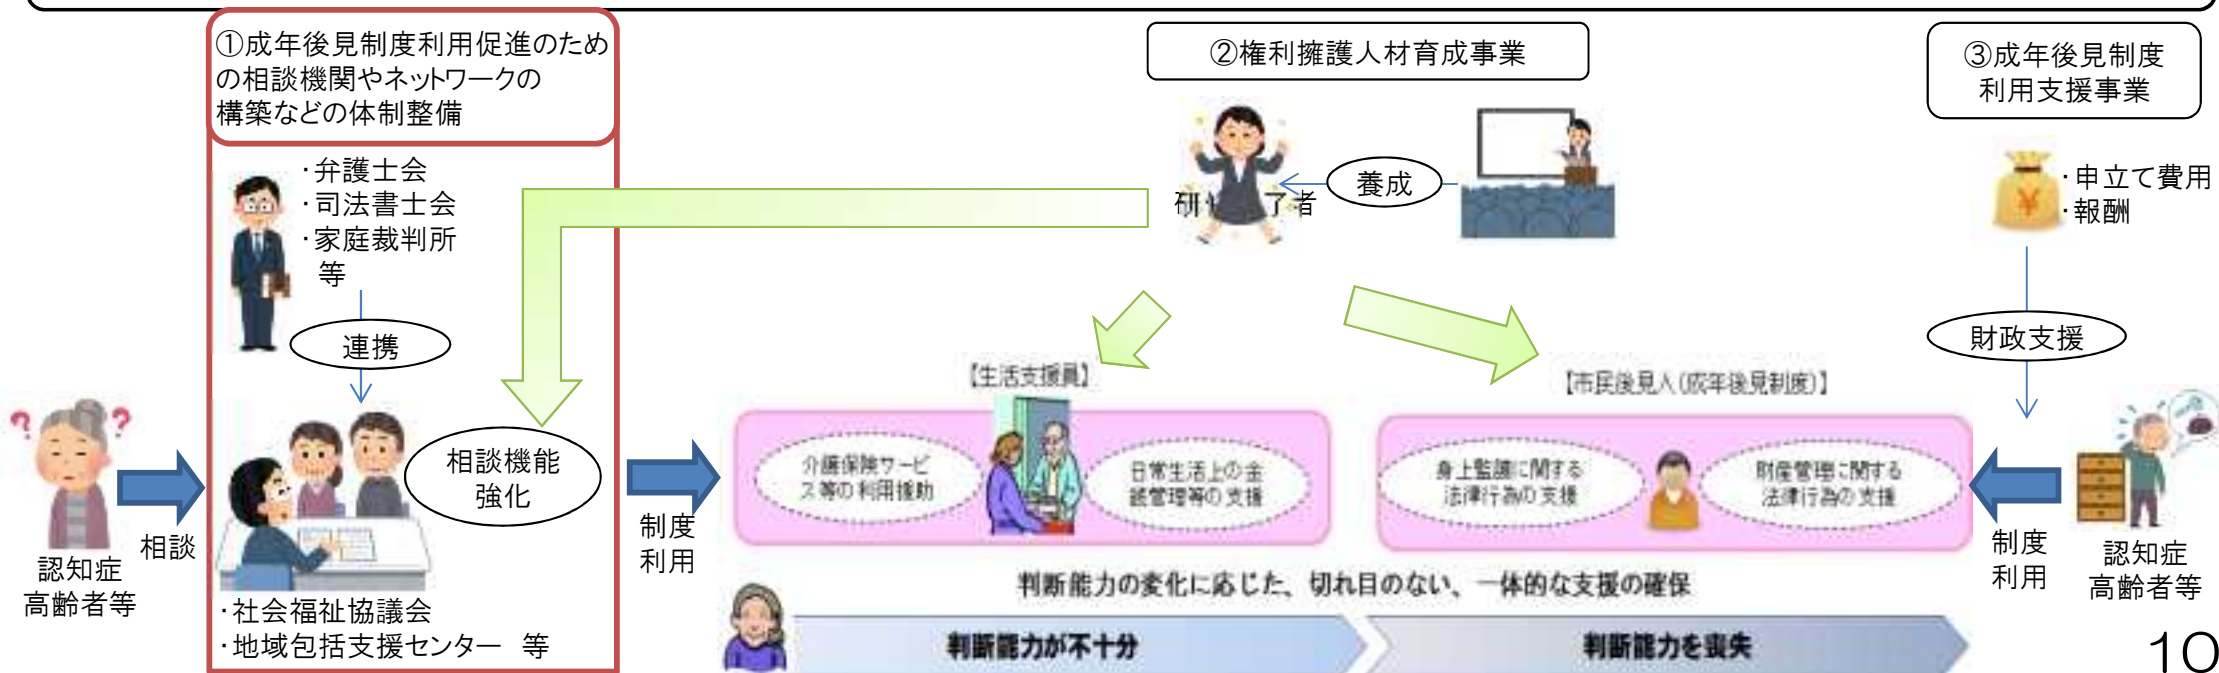 ①成年後見制度利用促進のため
の相談機関やネットワークの
構築などの体制整備
・弁護士会
・司法書士会
・家庭裁判所
等
連携
相談機能
強化
・社会福祉協議会
・地域包括支援センター 等
認知症
高齢者等
相談
制度
利用
②権利擁護人材育成事業
養成
【生活支援員】
介護保険サービ
ス等の利用援助
日常生活上の金
銭管理等の支援
【市民後見人(成年後見制度)】
身上監護に関する
法律行為の支援
財産管理に関する
法律行為の支援
③成年後見制度
利用支援事業
・申立て費用
・報酬
財政支援
制度
利用
認知症
高齢者等
判断能力の変化に応じた、切れ目のない、一体的な支援の確保
判断能力が不十分
判断能力を喪失
10